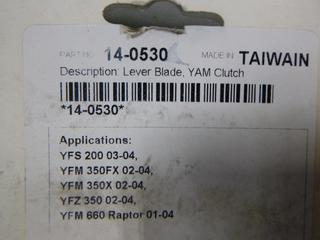 PART NO. 14-0530 MADE IN: TAIWAIN
Description: Lever Blade, YAM Clutch
*14-0530*
Applications:
YFS 200 03-04,
YFM 350FX 02-04,
YFM 350X 02-04,
YFZ 350 02-04,
YFM 660 Raptor 01-04